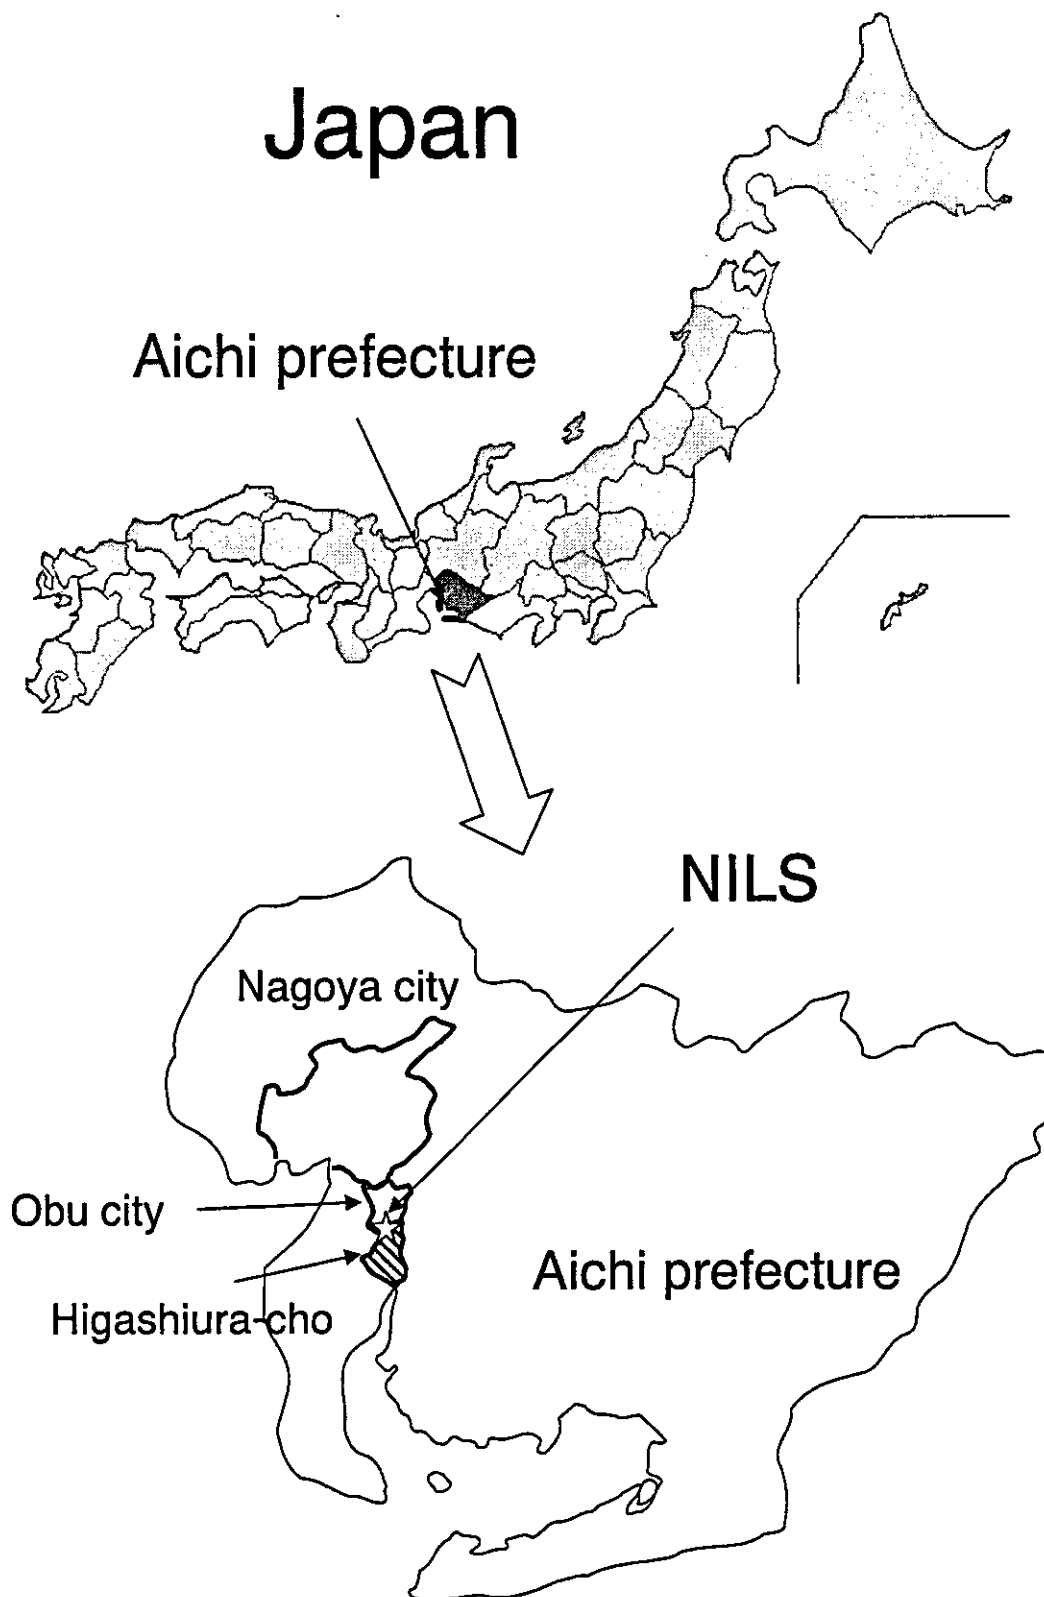 Japan
Aichi prefecture
NILS
Nagoya city
Obu city
Aichi prefecture
Higashiura-cho